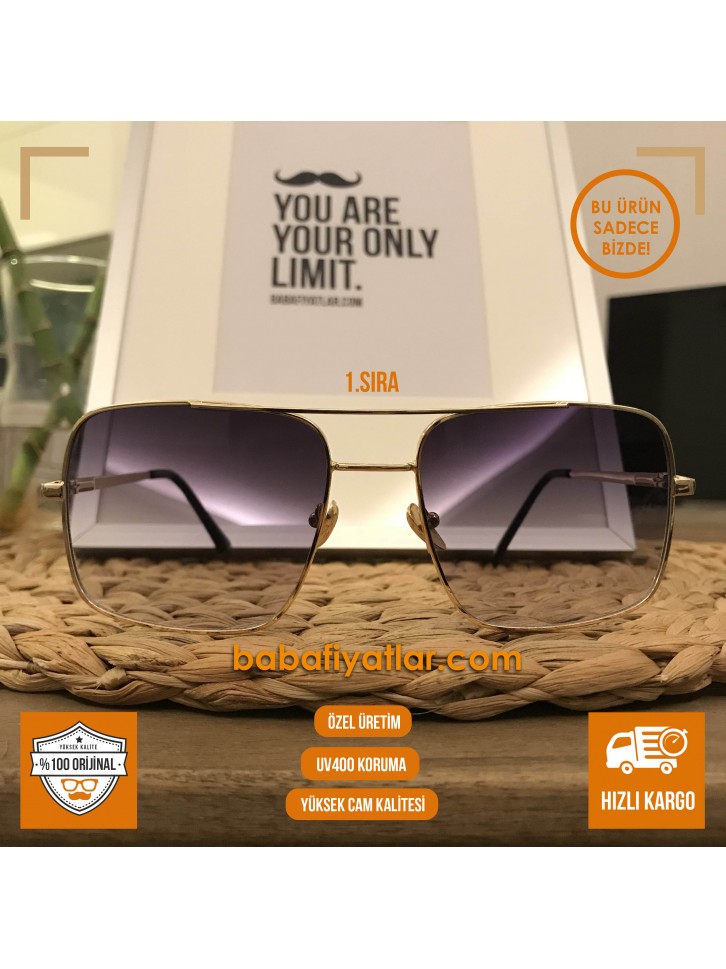 YOU ARE
YOUR ONLY
LIMIT.
BABAFIYATLAR.COM
BU ÜRÜN
SADECE
BİZDE!
1.SIRA
babafiyatlar.com
ÖZEL ÜRETİM
UV400 KORUMA
YÜKSEK CAM KALİTESİ
YÜKSEK KALİTE
%100 ORİJİNAL
HIZLI KARGO